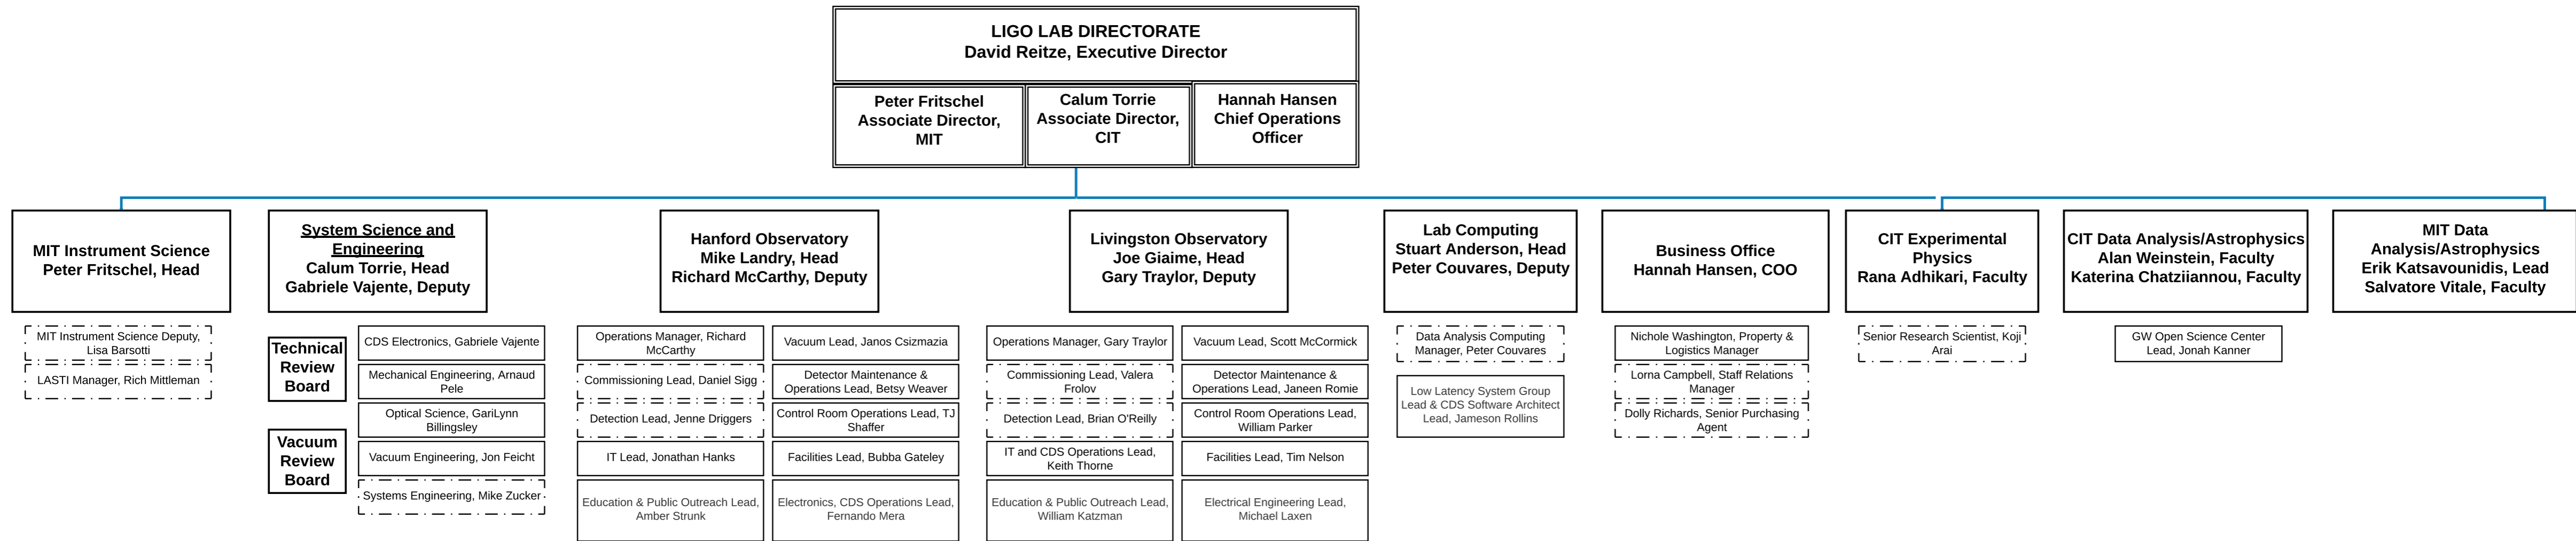 LIGO LAB DIRECTORATE
David Reitze, Executive Director
Peter Fritschel
Associate Director,
MIT
Calum Torrie
Associate Director,
CIT
Hannah Hansen
Chief Operations
Officer
MIT Instrument Science
Peter Fritschel, Head
System Science and
Engineering
Calum Torrie, Head
Gabriele Vajente, Deputy
Hanford Observatory
Mike Landry, Head
Richard McCarthy, Deputy
Livingston Observatory
Joe Giaime, Head
Gary Traylor, Deputy
Lab Computing
Stuart Anderson, Head
Peter Couvares, Deputy
Business Office
Hannah Hansen, COO
CIT Experimental
Physics
Rana Adhikari, Faculty
CIT Data Analysis/Astrophysics
Alan Weinstein, Faculty
Katerina Chatziiannou, Faculty
MIT Data
Analysis/Astrophysics
Erik Katsavounidis, Lead
Salvatore Vitale, Faculty
MIT Instrument Science Deputy,
Lisa Barsotti
LASTI Manager, Rich Mittleman
Technical
Review
Board
Vacuum
Review
Board
CDS Electronics, Gabriele Vajente
Mechanical Engineering, Arnaud
Pele
Optical Science, GariLynn
Billingsley
Vacuum Engineering, Jon Feicht
Systems Engineering, Mike Zucker
Operations Manager, Richard
McCarthy
Commissioning Lead, Daniel Sigg
Detection Lead, Jenne Driggers
IT Lead, Jonathan Hanks
Education & Public Outreach Lead,
Amber Strunk
Vacuum Lead, Janos Csizmazia
Detector Maintenance &
Operations Lead, Betsy Weaver
Control Room Operations Lead, TJ
Shaffer
Facilities Lead, Bubba Gateley
Electronics, CDS Operations Lead,
Fernando Mera
Operations Manager, Gary Traylor
Commissioning Lead, Valera
Frolov
Detection Lead, Brian O'Reilly
IT and CDS Operations Lead,
Keith Thorne
Education & Public Outreach Lead,
William Katzman
Vacuum Lead, Scott McCormick
Detector Maintenance &
Operations Lead, Janeen Romie
Control Room Operations Lead,
William Parker
Facilities Lead, Tim Nelson
Electrical Engineering Lead,
Michael Laxen
Data Analysis Computing
Manager, Peter Couvares
Low Latency System Group
Lead & CDS Software Architect
Lead, Jameson Rollins
Nichole Washington, Property &
Logistics Manager
Lorna Campbell, Staff Relations
Manager
Dolly Richards, Senior Purchasing
Agent
Senior Research Scientist, Koji
Arai
GW Open Science Center
Lead, Jonah Kanner